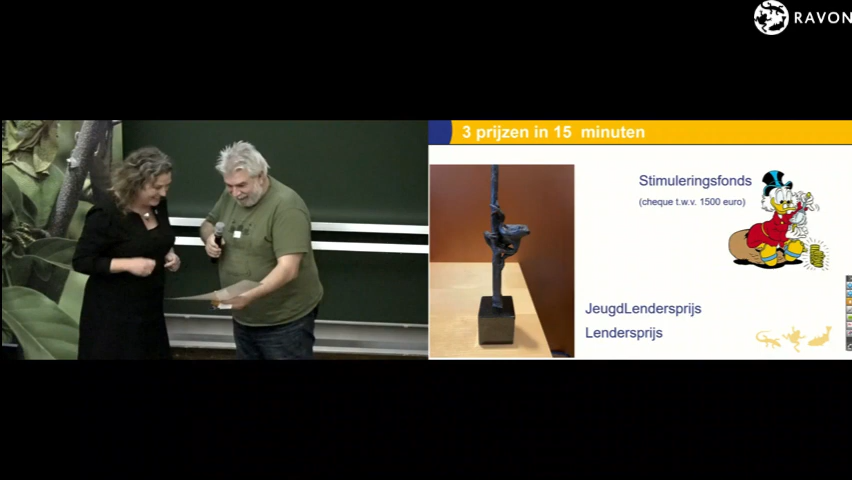 RAVON
3 prijzen in 15 minuten
Stimuleringsfonds
(cheque t.w.v. 1500 euro)
JeugdLendersprijs
Lendersprijs